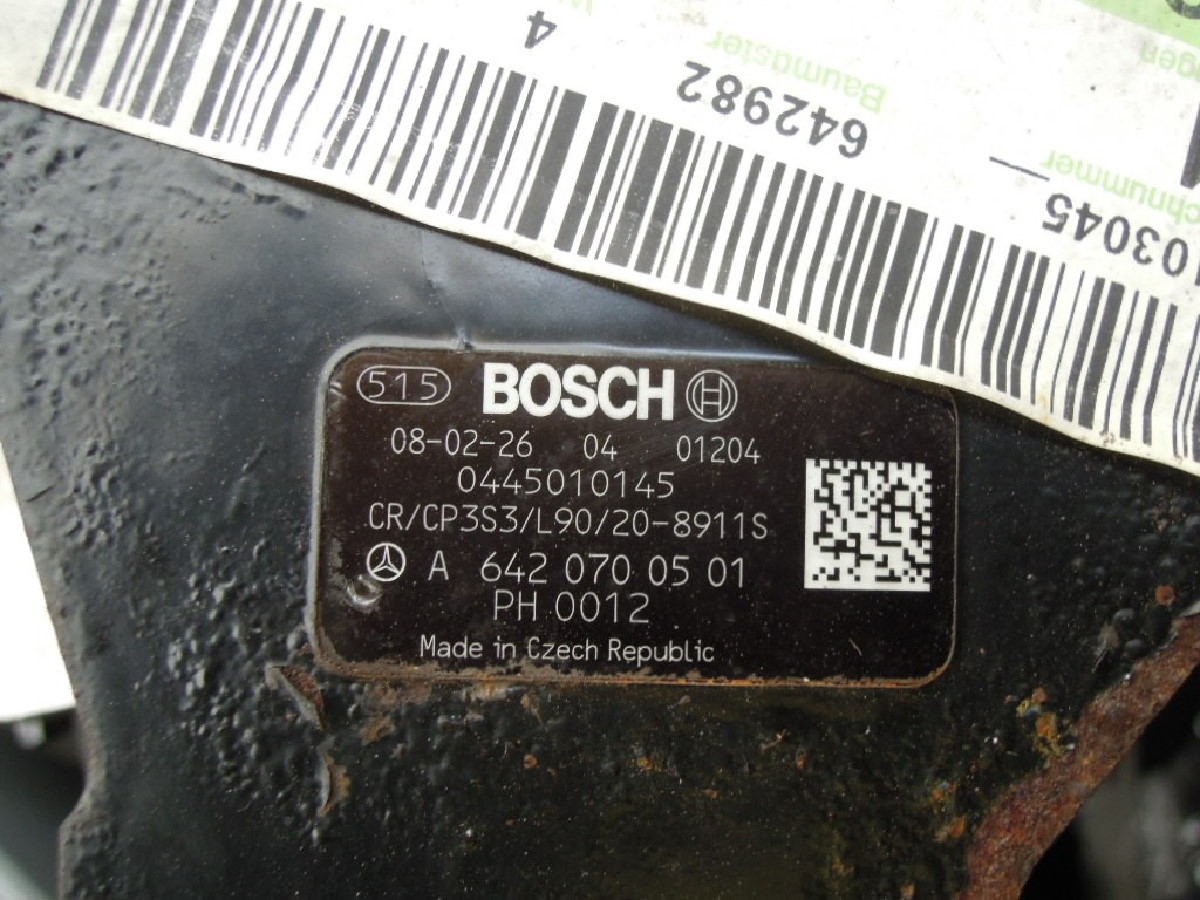 4
Baumuster
642982
03045
515 BOSCH
08-02-26 04 01204
0445010145
CR/CP3S3/L90/20-8911S
A 642 070 05 01
PH 0012
Made in Czech Republic